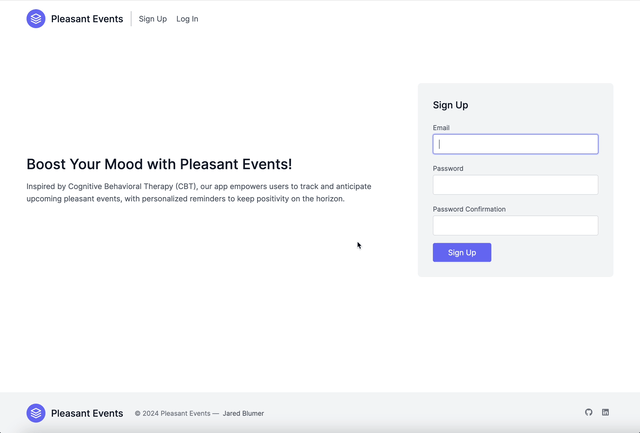 Pleasant Events
Sign Up
Log In
Boost Your Mood with Pleasant Events!
Inspired by Cognitive Behavioral Therapy (CBT), our app empowers users to track and anticipate
upcoming pleasant events, with personalized reminders to keep positivity on the horizon.
Sign Up
Email
Password
Password Confirmation
Sign Up
Pleasant Events
© 2024 Pleasant Events — Jared Blumer